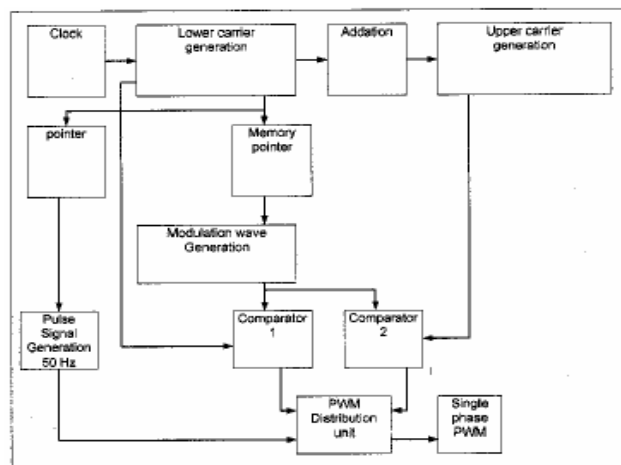 Clock
Lower carrier
generation
Addation
Upper carrier
generation
pointer
Memory
pointer
Modulation wave
Generation
Pulse
Signal
Generation
50 Hz
Comparator
1
Comparator
2
PWM
Distribution
unit
Single
phase
PWM